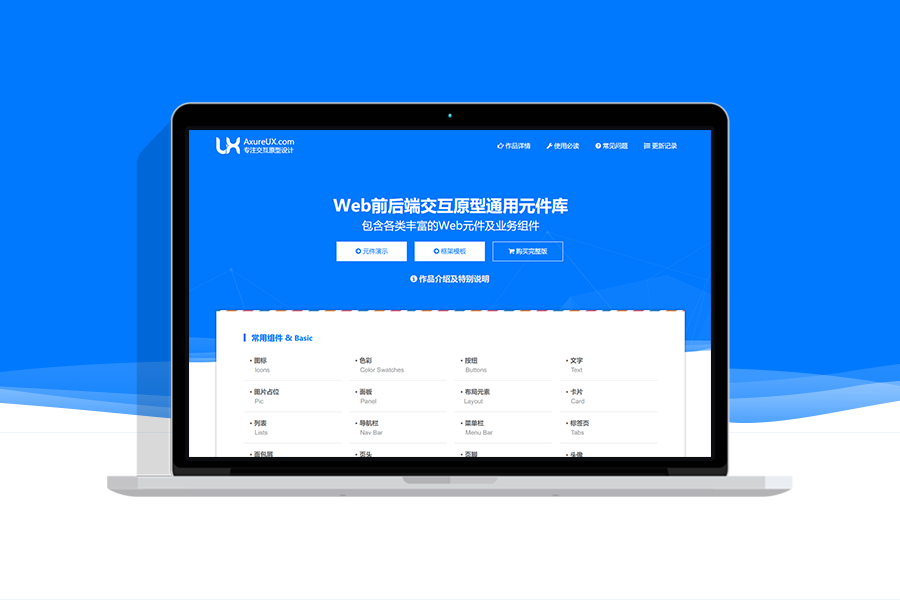 AxureUX.com
专注交互原型设计
作品详情 使用必读 常见问题 更新记录
Web前后端交互原型通用元件库
包含各类丰富的Web元件及业务组件
元件演示 框架模板 购买完整版
作品介绍及特别说明
常用组件 & Basic
• 图标 • 色彩 • 按钮 • 文字
Icons Color Swatches Buttons Text
• 图片占位 • 面板 • 布局元素 • 卡片
Pic Panel Layout Card
• 列表 • 导航栏 • 菜单栏 • 标签页
Lists Nav Bar Menu Bar Tabs
• 面包屑 • 页头 • 页脚 • 头像